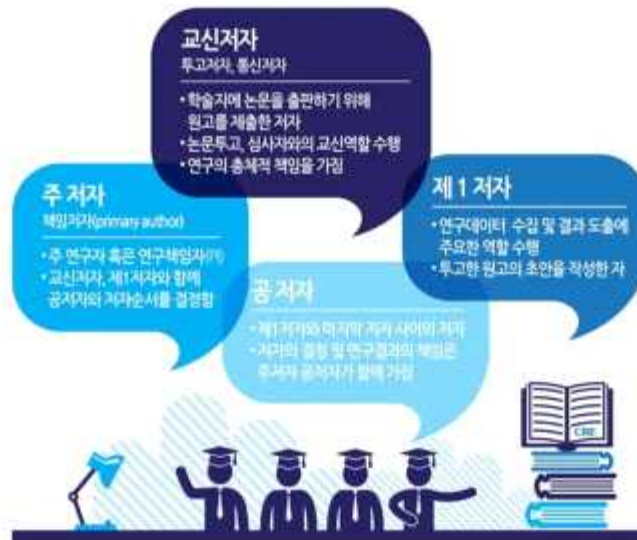 교신저자
투고저자, 통신저자
• 학술지에 논문을 출판하기 위해
원고를 제출한 저자
• 논문투고, 심사자와의 교신역할 수행
• 연구의 총체적 책임을 가짐
주 저자
책임저자(primary author)
• 주 연구자 혹은 연구책임자(PI)
• 교신저자, 제1저자와 함께
공저자와 저자순서를 결정함
제 1 저자
• 연구데이터 수집 및 결과 도출에
주요한 역할 수행
• 투고한 원고의 초안을 작성한 자
공 저자
• 제1저자와 마지막 저자 사이의 저자
• 저자의 결정 및 연구결과의 책임은
주저자 공저자가 함께 가짐
CRE